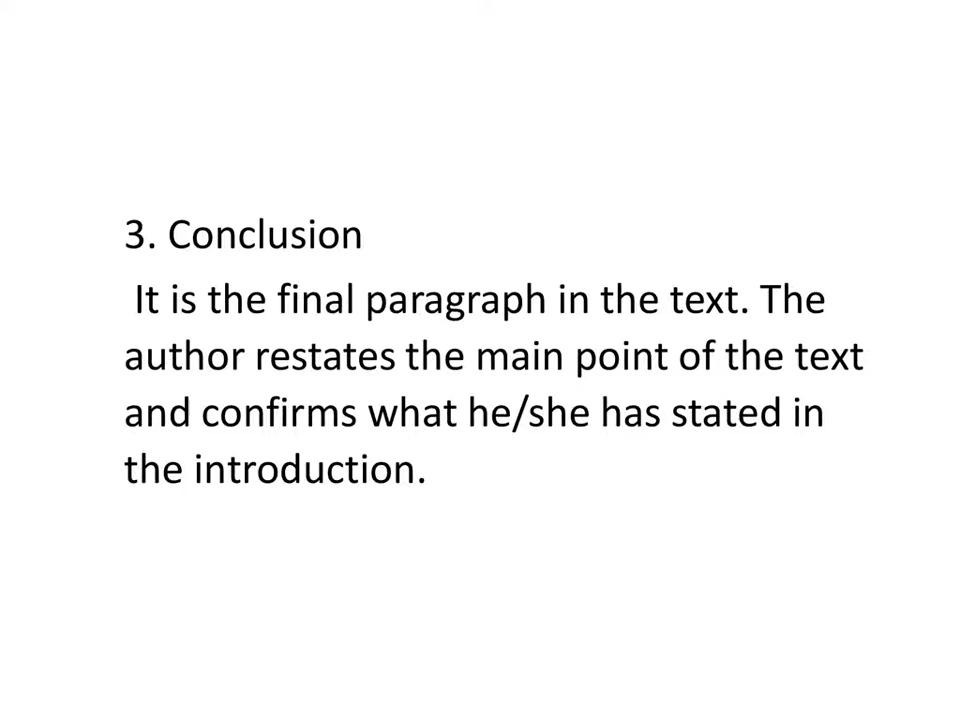 3. Conclusion
It is the final paragraph in the text. The
author restates the main point of the text
and confirms what he/she has stated in
the introduction.